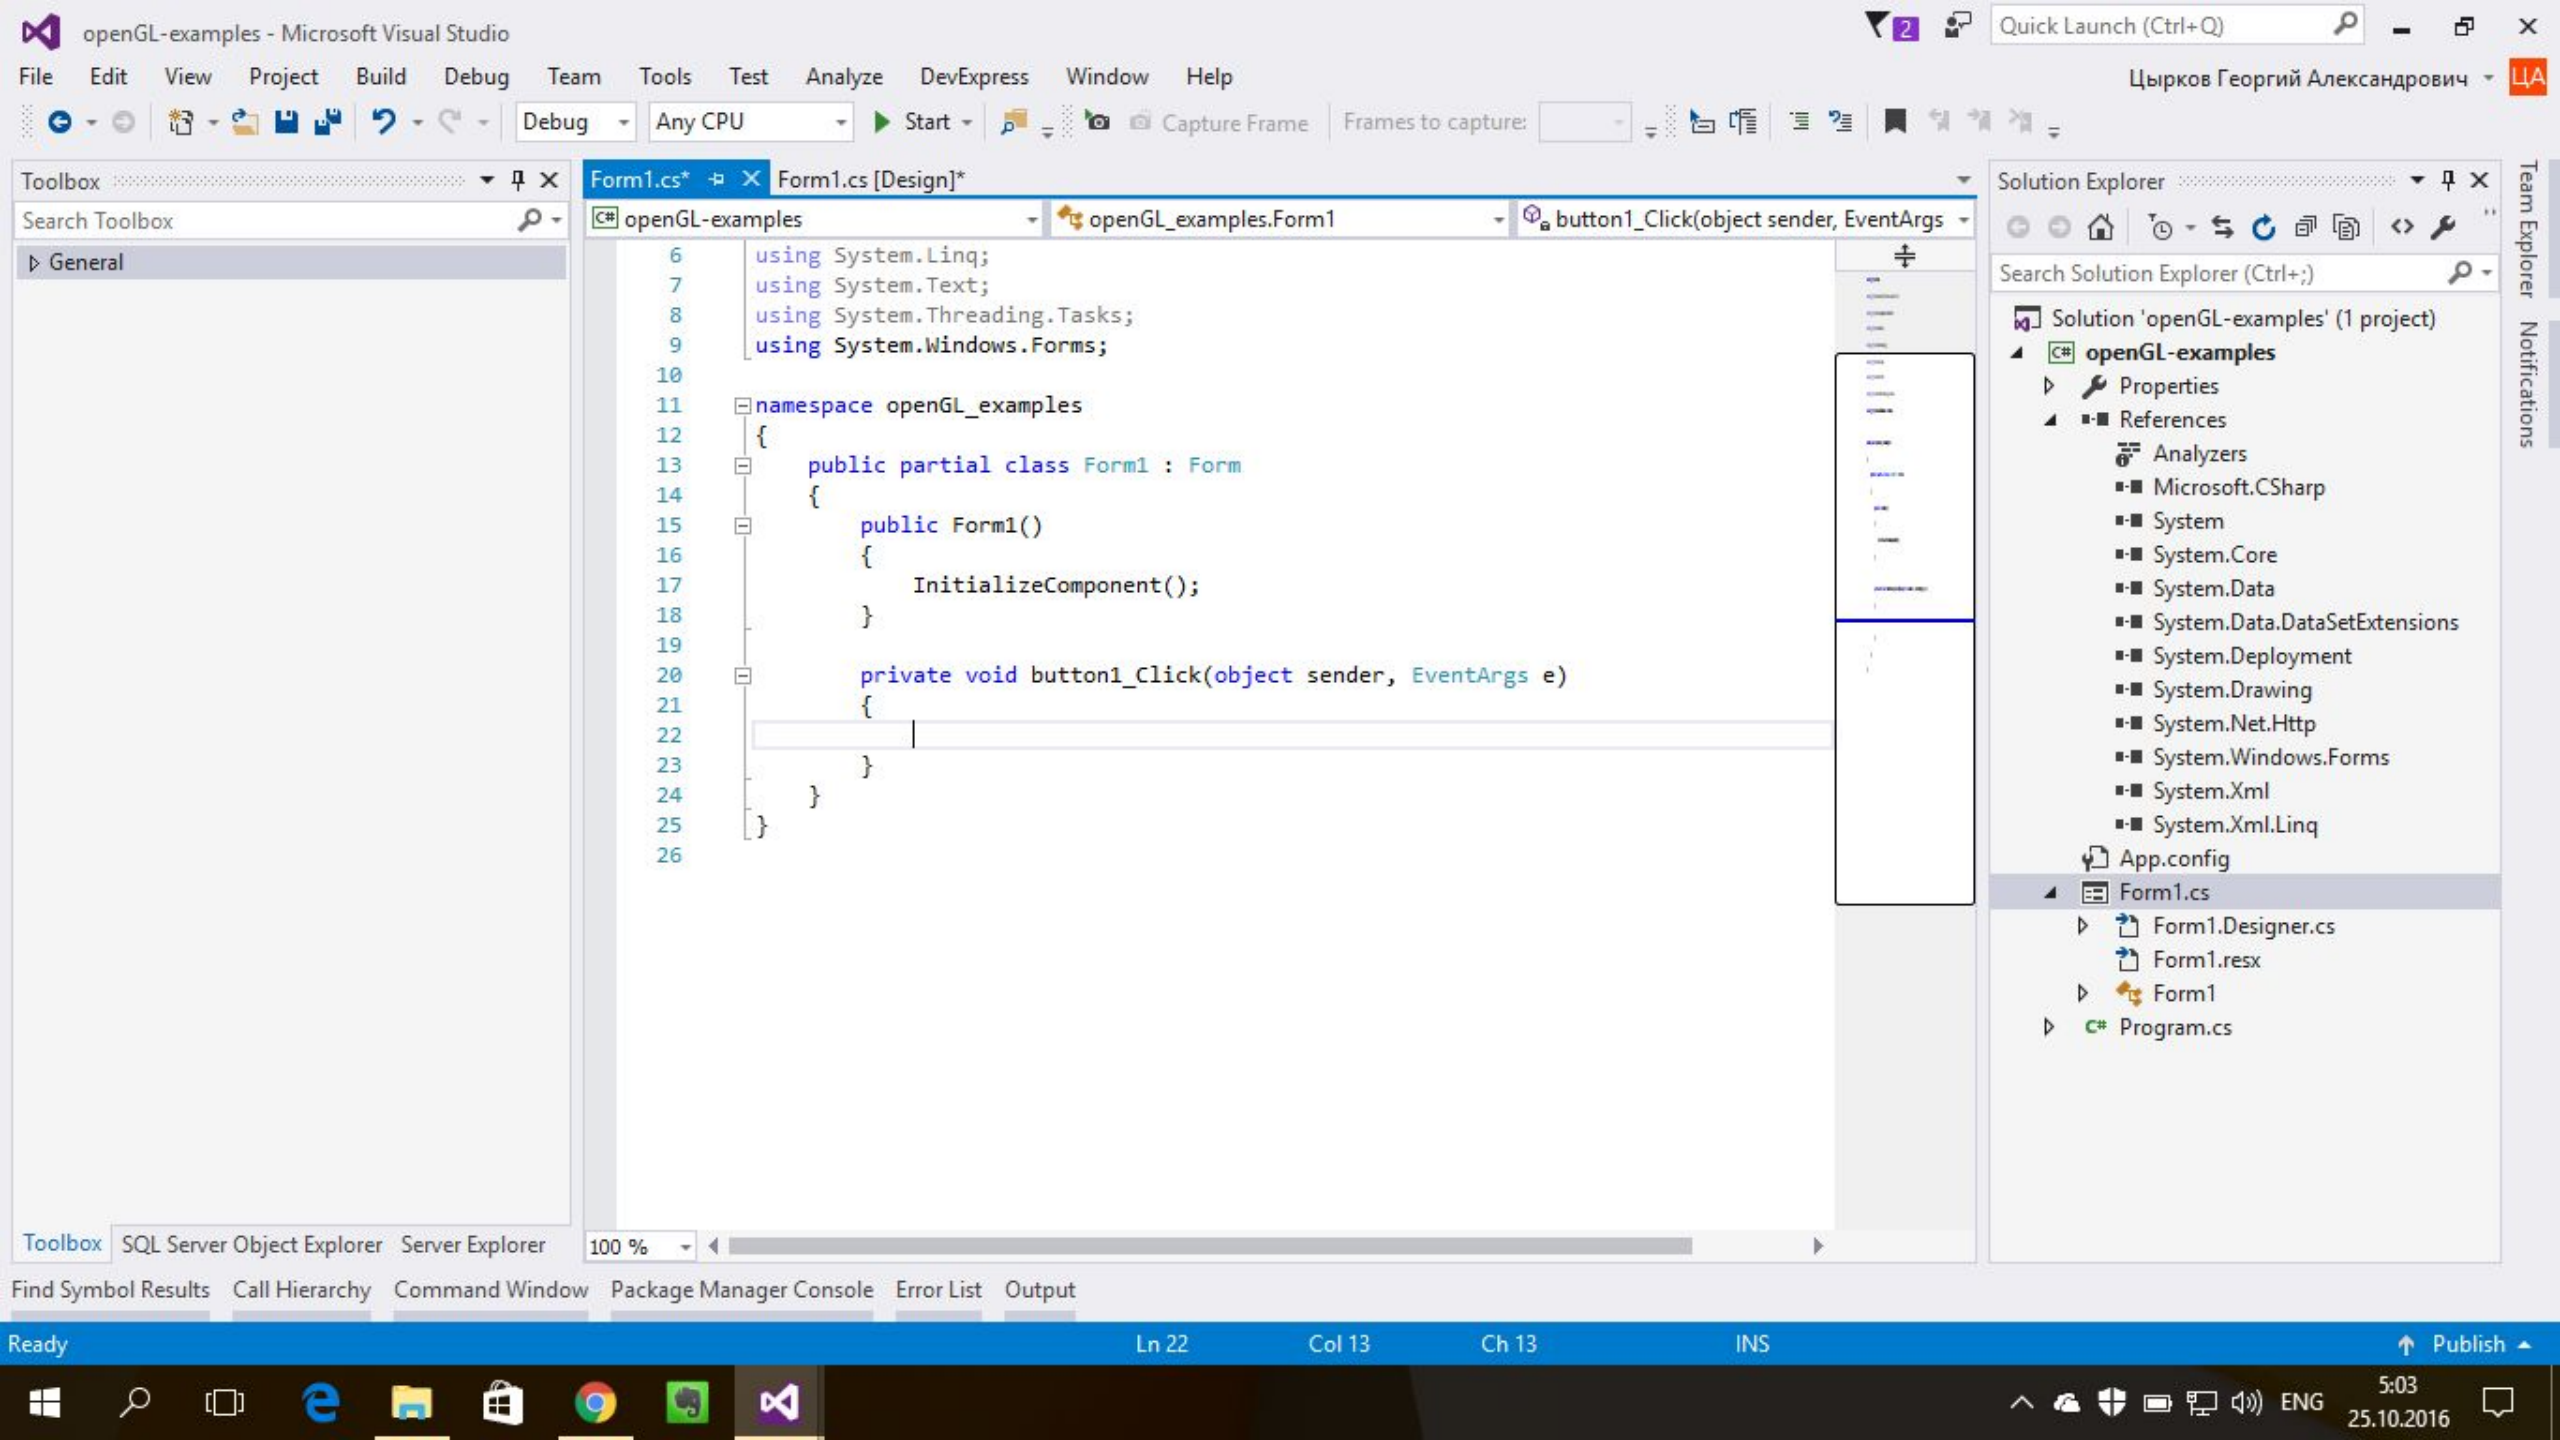 openGL-examples - Microsoft Visual Studio
2
Quick Launch (Ctrl+Q)
File Edit View Project Build Debug Team Tools Test Analyze DevExpress Window Help
Цырков Георгий Александрович ЦА
Debug Any CPU Start Capture Frame Frames to capture:
Toolbox
Search Toolbox
General
Form1.cs* Form1.cs [Design]*
openGL-examples openGL_examples.Form1 button1_Click(object sender, EventArgs
6 using System.Linq;
7 using System.Text;
8 using System.Threading.Tasks;
9 using System.Windows.Forms;
10
11 namespace openGL_examples
12 {
13 public partial class Form1 : Form
14 {
15 public Form1()
16 {
17 InitializeComponent();
18 }
19
20 private void button1_Click(object sender, EventArgs e)
21 {
22
23 }
24 }
25 }
26
100 %
Solution Explorer
Search Solution Explorer (Ctrl+;)
Solution 'openGL-examples' (1 project)
C# openGL-examples
Properties
References
Analyzers
Microsoft.CSharp
System
System.Core
System.Data
System.Data.DataSetExtensions
System.Deployment
System.Drawing
System.Net.Http
System.Windows.Forms
System.Xml
System.Xml.Linq
App.config
Form1.cs
Form1.Designer.cs
Form1.resx
Form1
C# Program.cs
Team Explorer
Notifications
Toolbox SQL Server Object Explorer Server Explorer
Find Symbol Results Call Hierarchy Command Window Package Manager Console Error List Output
Ready Ln 22 Col 13 Ch 13 INS Publish
ENG
5:03
25.10.2016